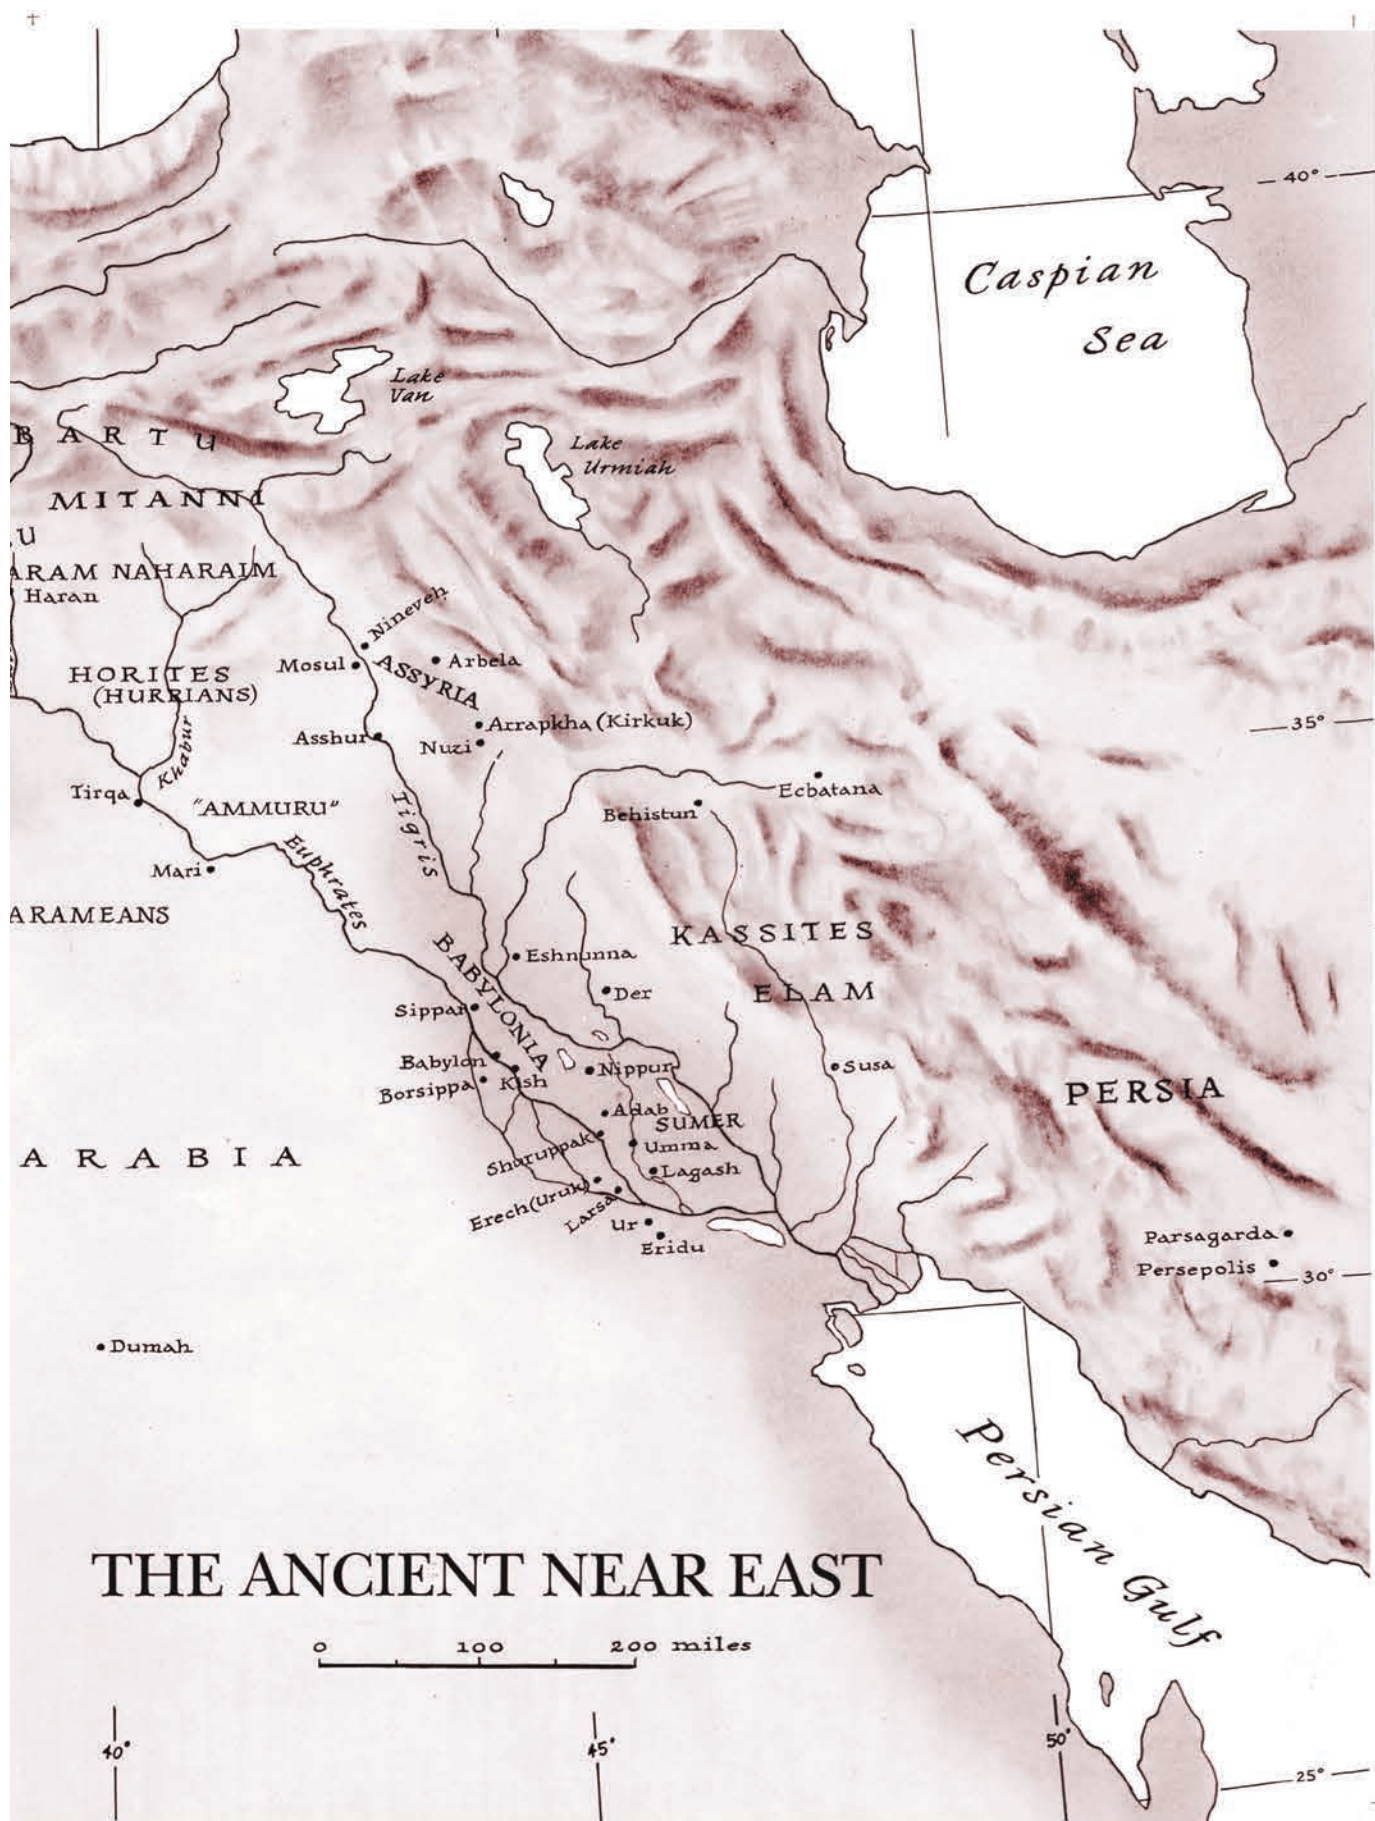 40°
Caspian
Sea
Lake
Van
Lake
Urmiah
BARTU
MITANNI
U
ARAM NAHARAIM
Haran
Nineveh
Mosul
ASSYRIA
Arbela
HORITES
(HURRIANS)
Khabur
Asshur
Arrapkha (Kirkuk)
Nuzi
35°
Tirqa
"AMMURU"
Tigris
Ecbatana
Behistun
Mari
Euphrates
ARAMEANS
KASSITES
BABYLONIA
Eshnunna
Der
ELAM
Sippar
Babylon
Borsippa
Kish
Nippur
Susa
PERSIA
Adab
SUMER
Shuruppak
Umma
Lagash
ARABIA
Erech (Uruk)
Larsa
Ur
Eridu
Parsagarda
Persepolis
30°
Dumah
Persian Gulf
THE ANCIENT NEAR EAST
0 100 200 miles
40°
45°
50°
25°